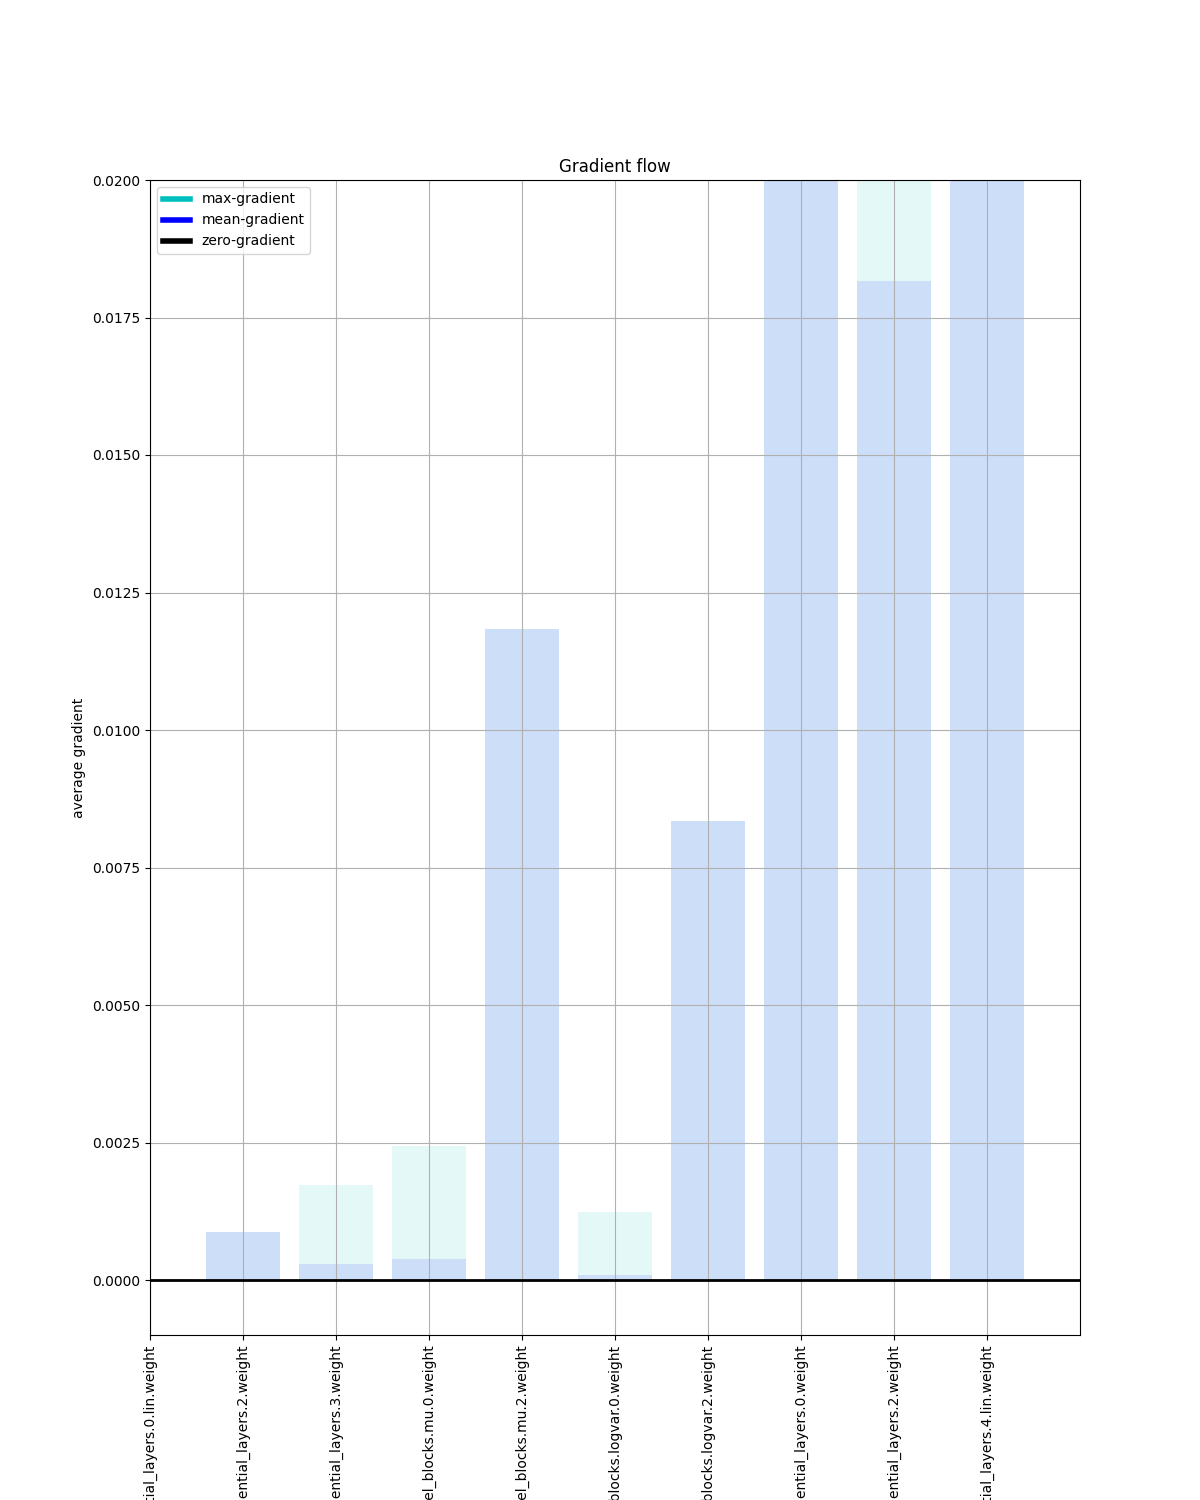 Gradient flow
max-gradient
mean-gradient
zero-gradient
0.0200
0.0175
0.0150
0.0125
0.0100
0.0075
0.0050
0.0025
0.0000
average gradient
tial_layers.0.lin.weight
ential_layers.2.weight
ential_layers.3.weight
el_blocks.mu.0.weight
el_blocks.mu.2.weight
blocks.logvar.0.weight
blocks.logvar.2.weight
ential_layers.0.weight
ential_layers.2.weight
tial_layers.4.lin.weight